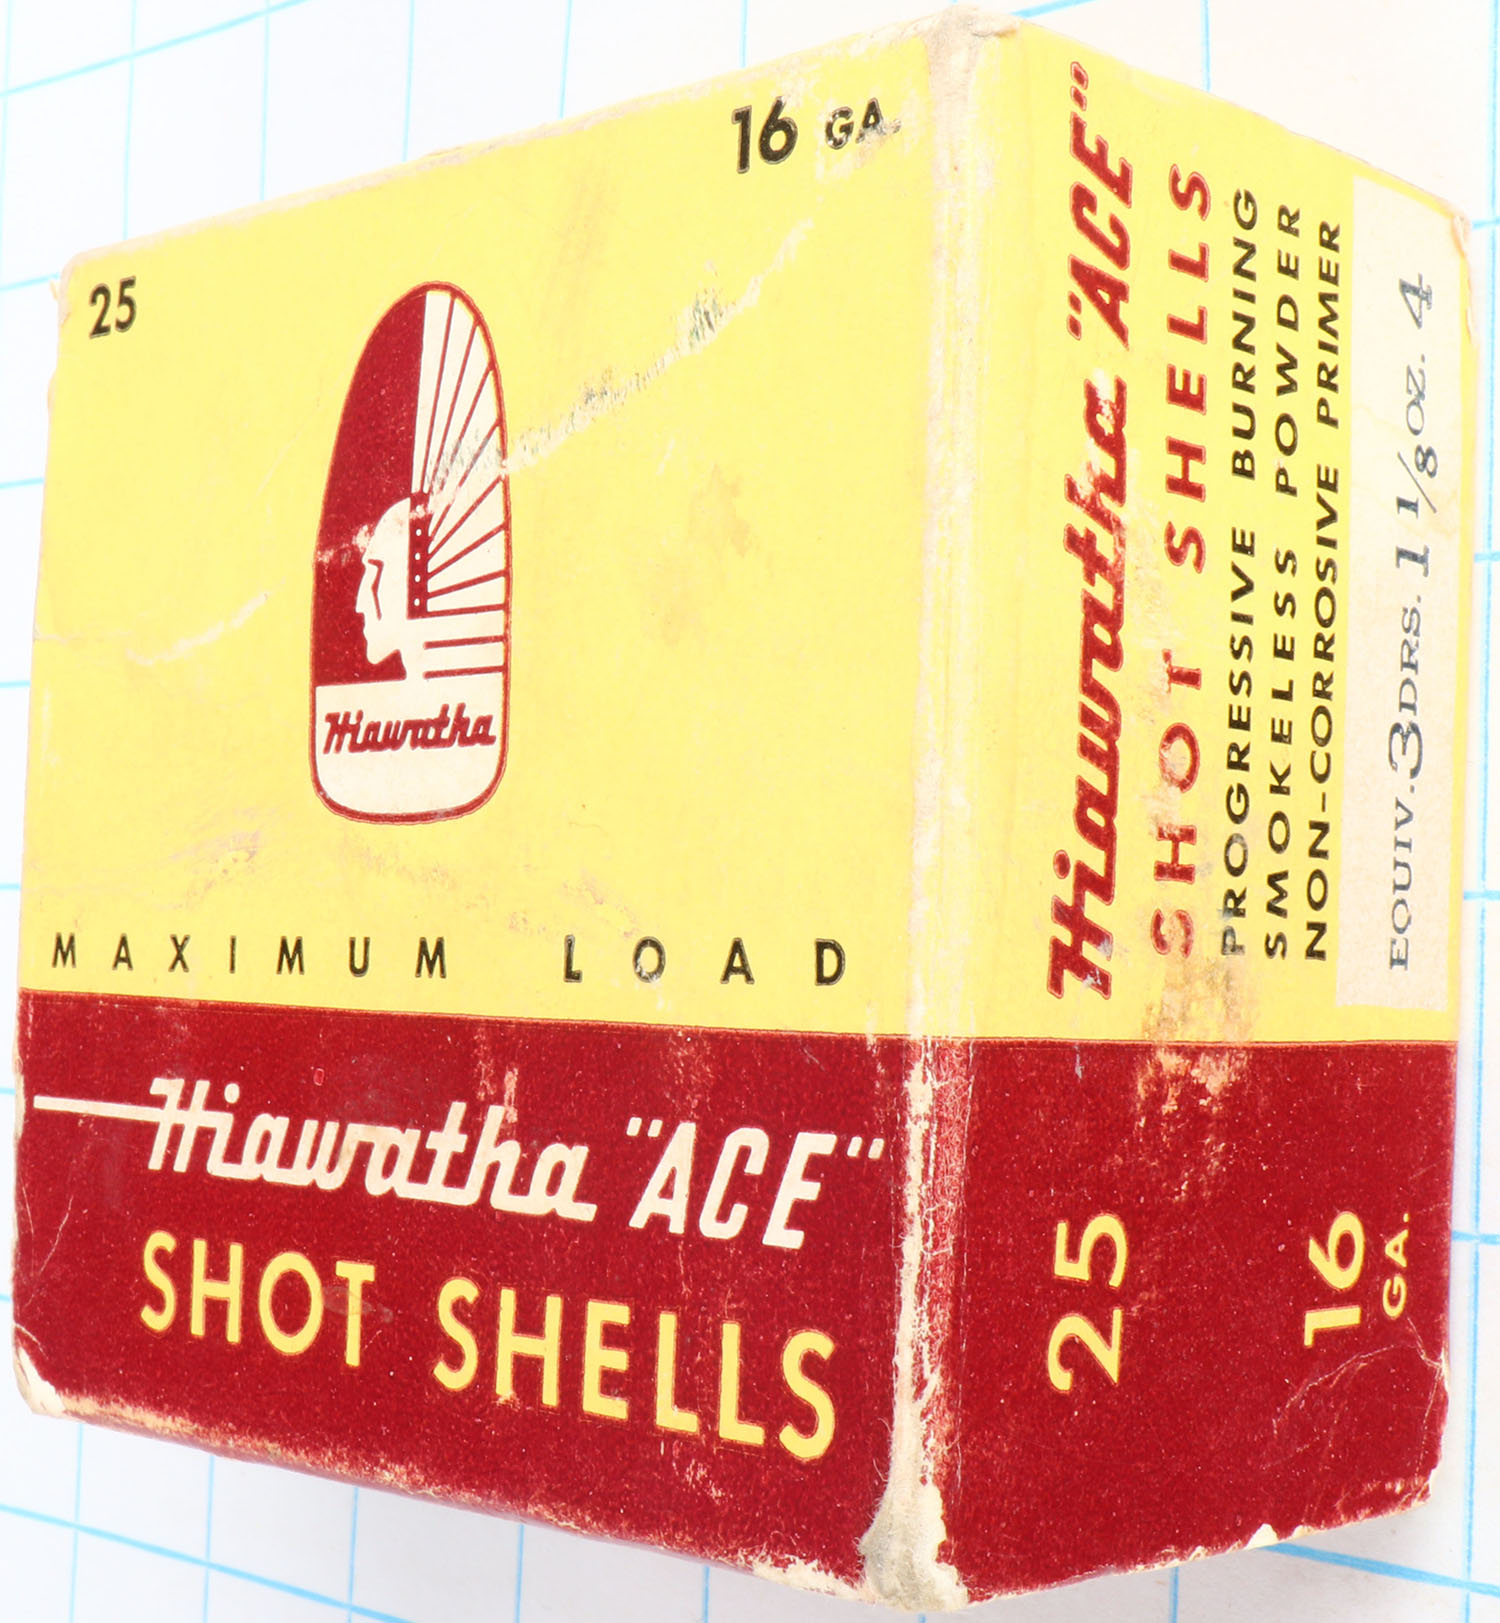 25
16 GA.
Hiawatha
MAXIMUM LOAD
Hiawatha "ACE"
SHOT SHELLS
Hiawatha "ACE"
SHOT SHELLS
PROGRESSIVE BURNING
SMOKELESS POWDER
NON-CORROSIVE PRIMER
EQUIV. 3 DRS. 1 1/8 OZ. 4
25
16
GA.